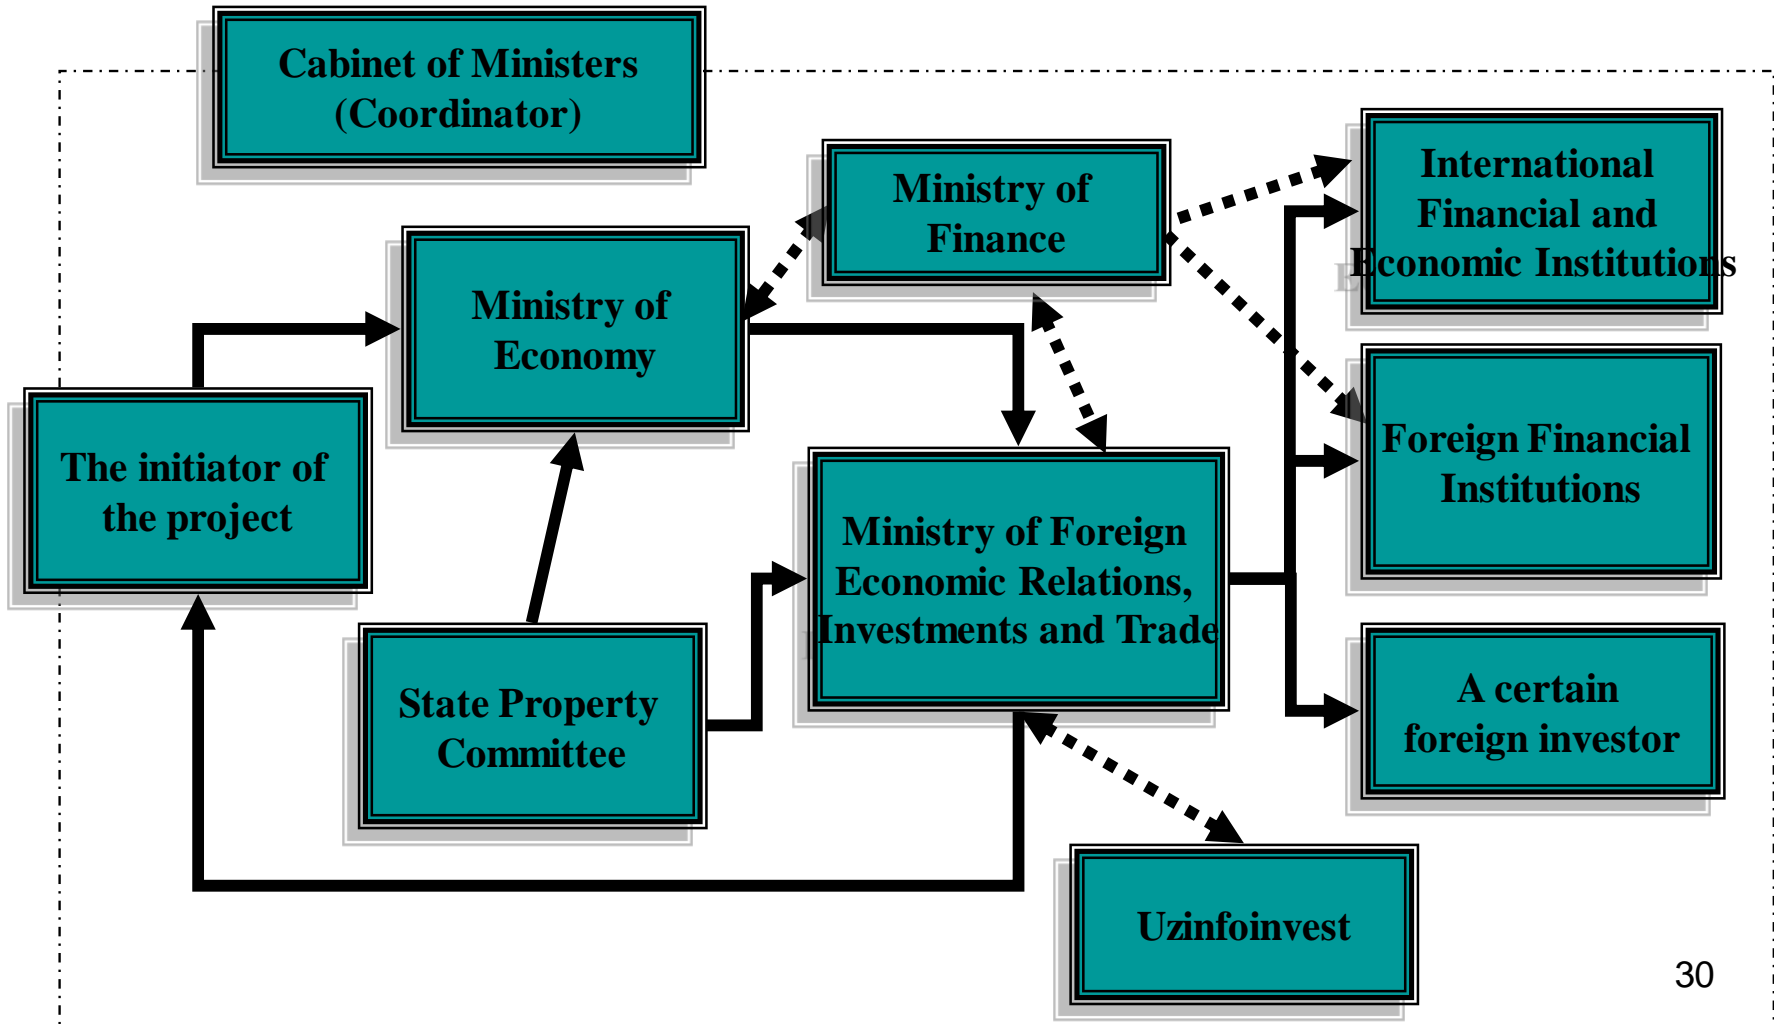 Cabinet of Ministers
(Coordinator)
Ministry of
Finance
International
Financial and
Economic Institutions
Ministry of
Economy
The initiator of
the project
Foreign Financial
Institutions
Ministry of Foreign
Economic Relations,
Investments and Trade
State Property
Committee
A certain
foreign investor
Uzinfoinvest
30